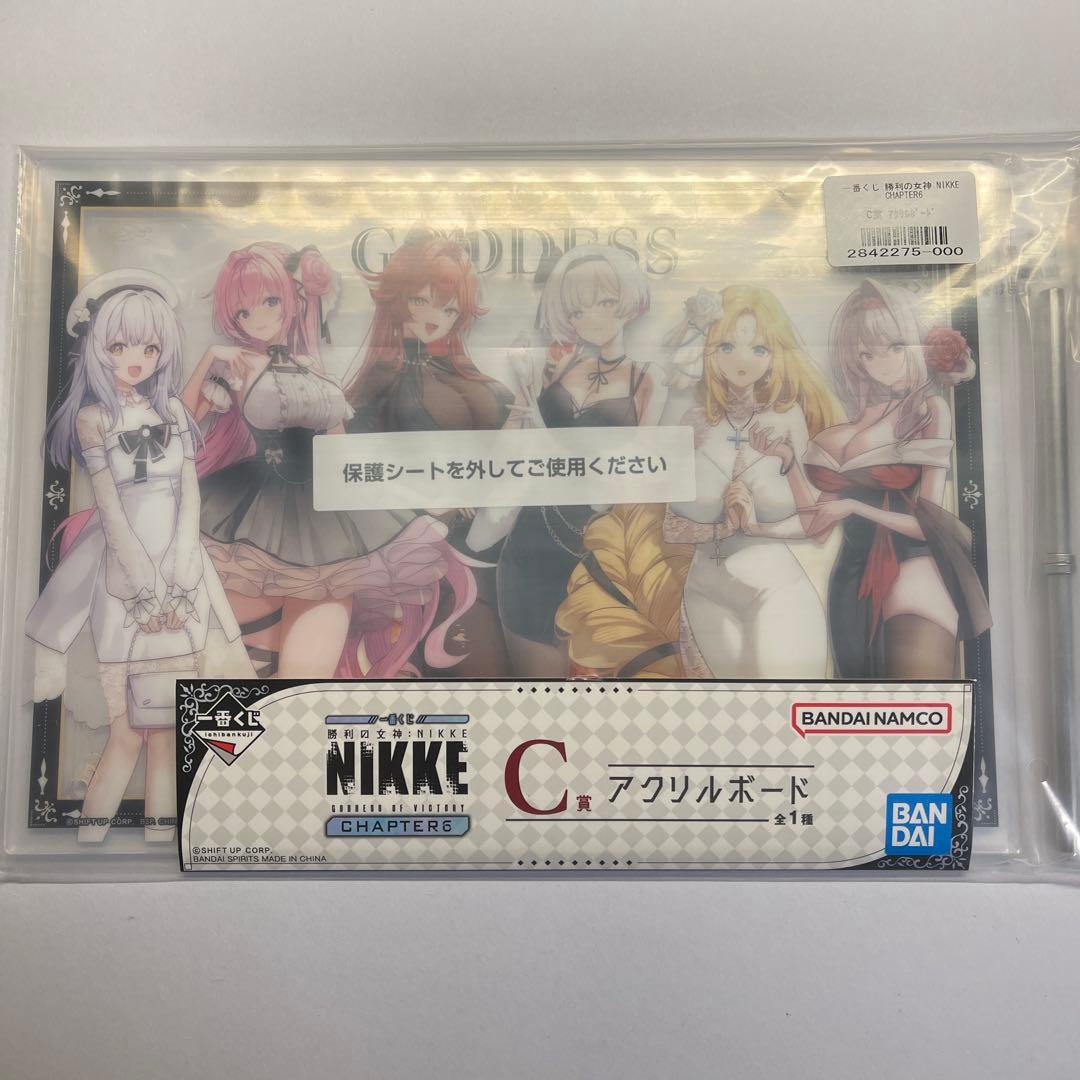 一番くじ 勝利の女神 NIKKE
CHAPTER6
C賞 アクリルボード
2842275-000
GODDESS
保護シートを外してご使用ください
一番くじ
ichibankuji
一番くじ
勝利の女神:NIKKE
NIKKE
GODDESS OF VICTORY
CHAPTER6
C賞
アクリルボード
全1種
BANDAI NAMCO
BAN
DAI
©SHIFT UP CORP.
BANDAI SPIRITS MADE IN CHINA
©SHIFT UP CORP. BSP, CHINA